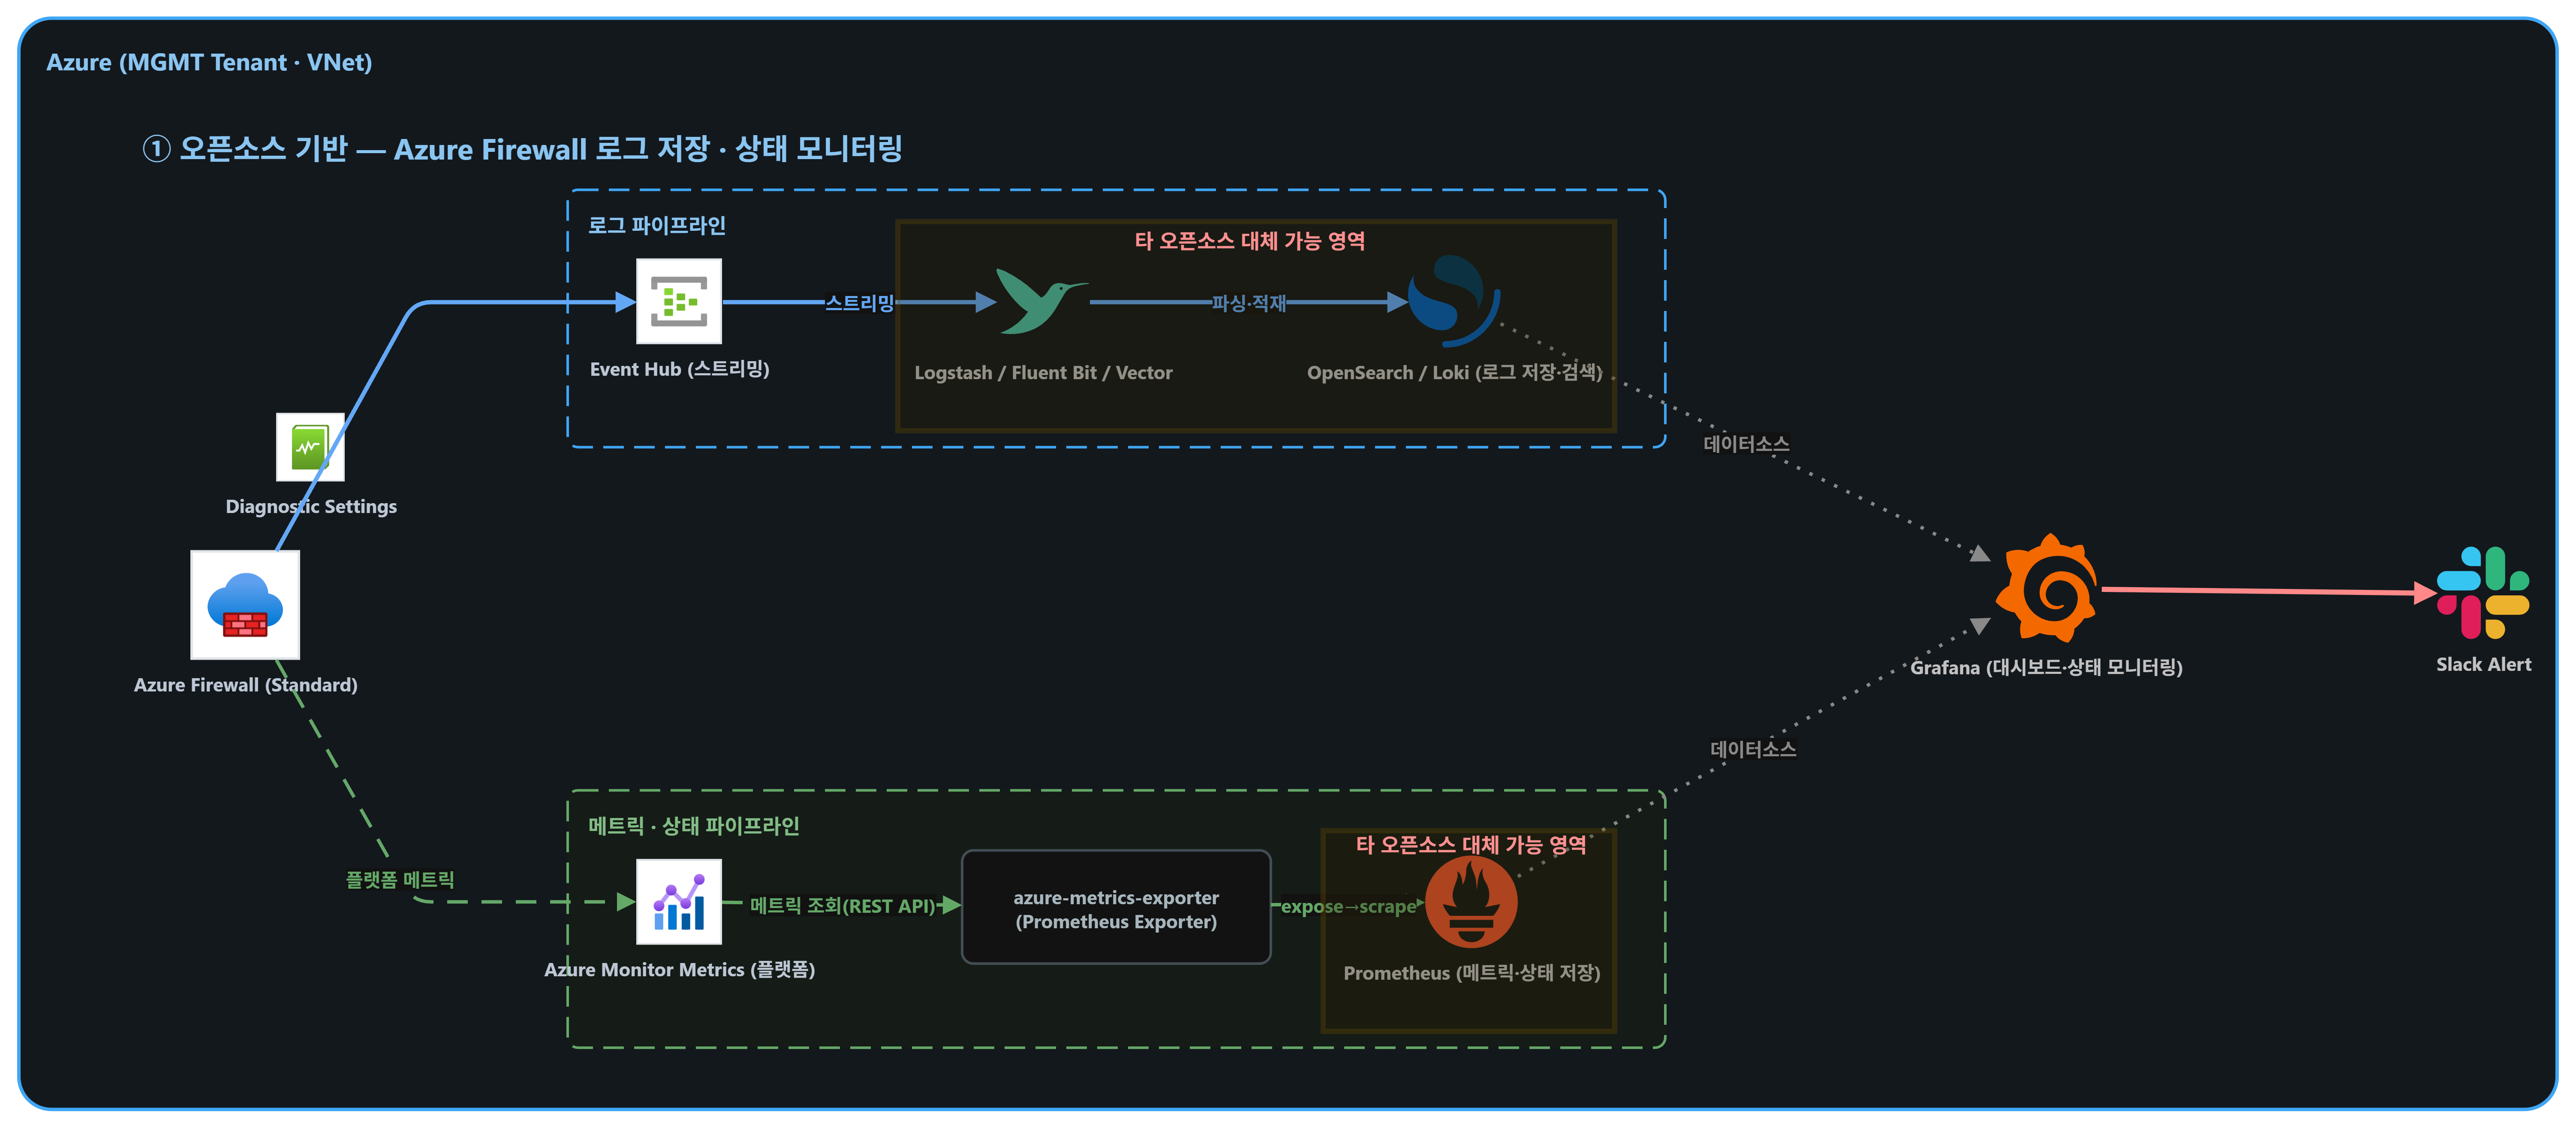 Azure (MGMT Tenant · VNet)
① 오픈소스 기반 — Azure Firewall 로그 저장 · 상태 모니터링
로그 파이프라인
타 오픈소스 대체 가능 영역
스트리밍
파싱·적재
Event Hub (스트리밍)
Logstash / Fluent Bit / Vector
OpenSearch / Loki (로그 저장·검색)
데이터소스
Diagnostic Settings
Azure Firewall (Standard)
Grafana (대시보드·상태 모니터링)
Slack Alert
데이터소스
메트릭 · 상태 파이프라인
타 오픈소스 대체 가능 영역
플랫폼 메트릭
메트릭 조회(REST API)
azure-metrics-exporter
(Prometheus Exporter)
expose→scrape
Azure Monitor Metrics (플랫폼)
Prometheus (메트릭·상태 저장)